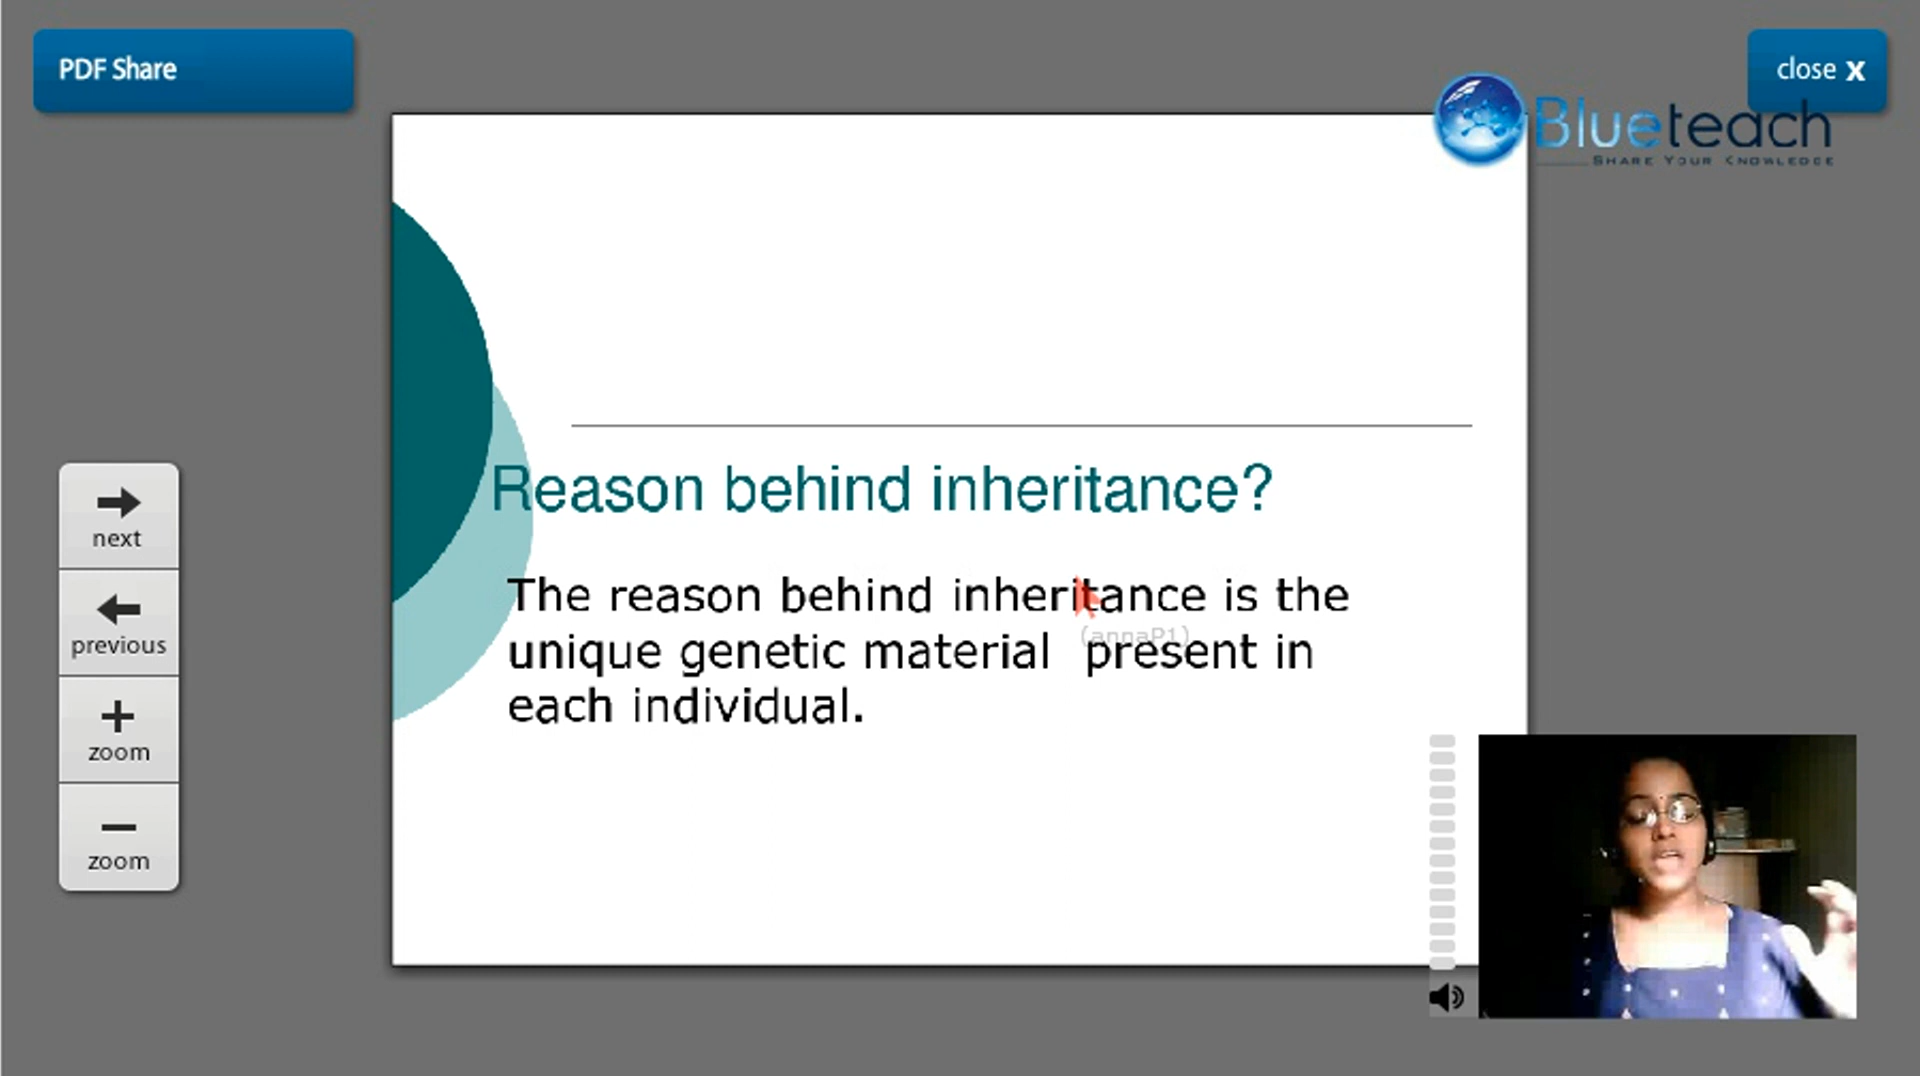 PDF Share
close X
Blueteach
SHARE YOUR KNOWLEDGE
next
previous
zoom
zoom
Reason behind inheritance?
The reason behind inheritance is the
(annaP1)
unique genetic material present in
each individual.